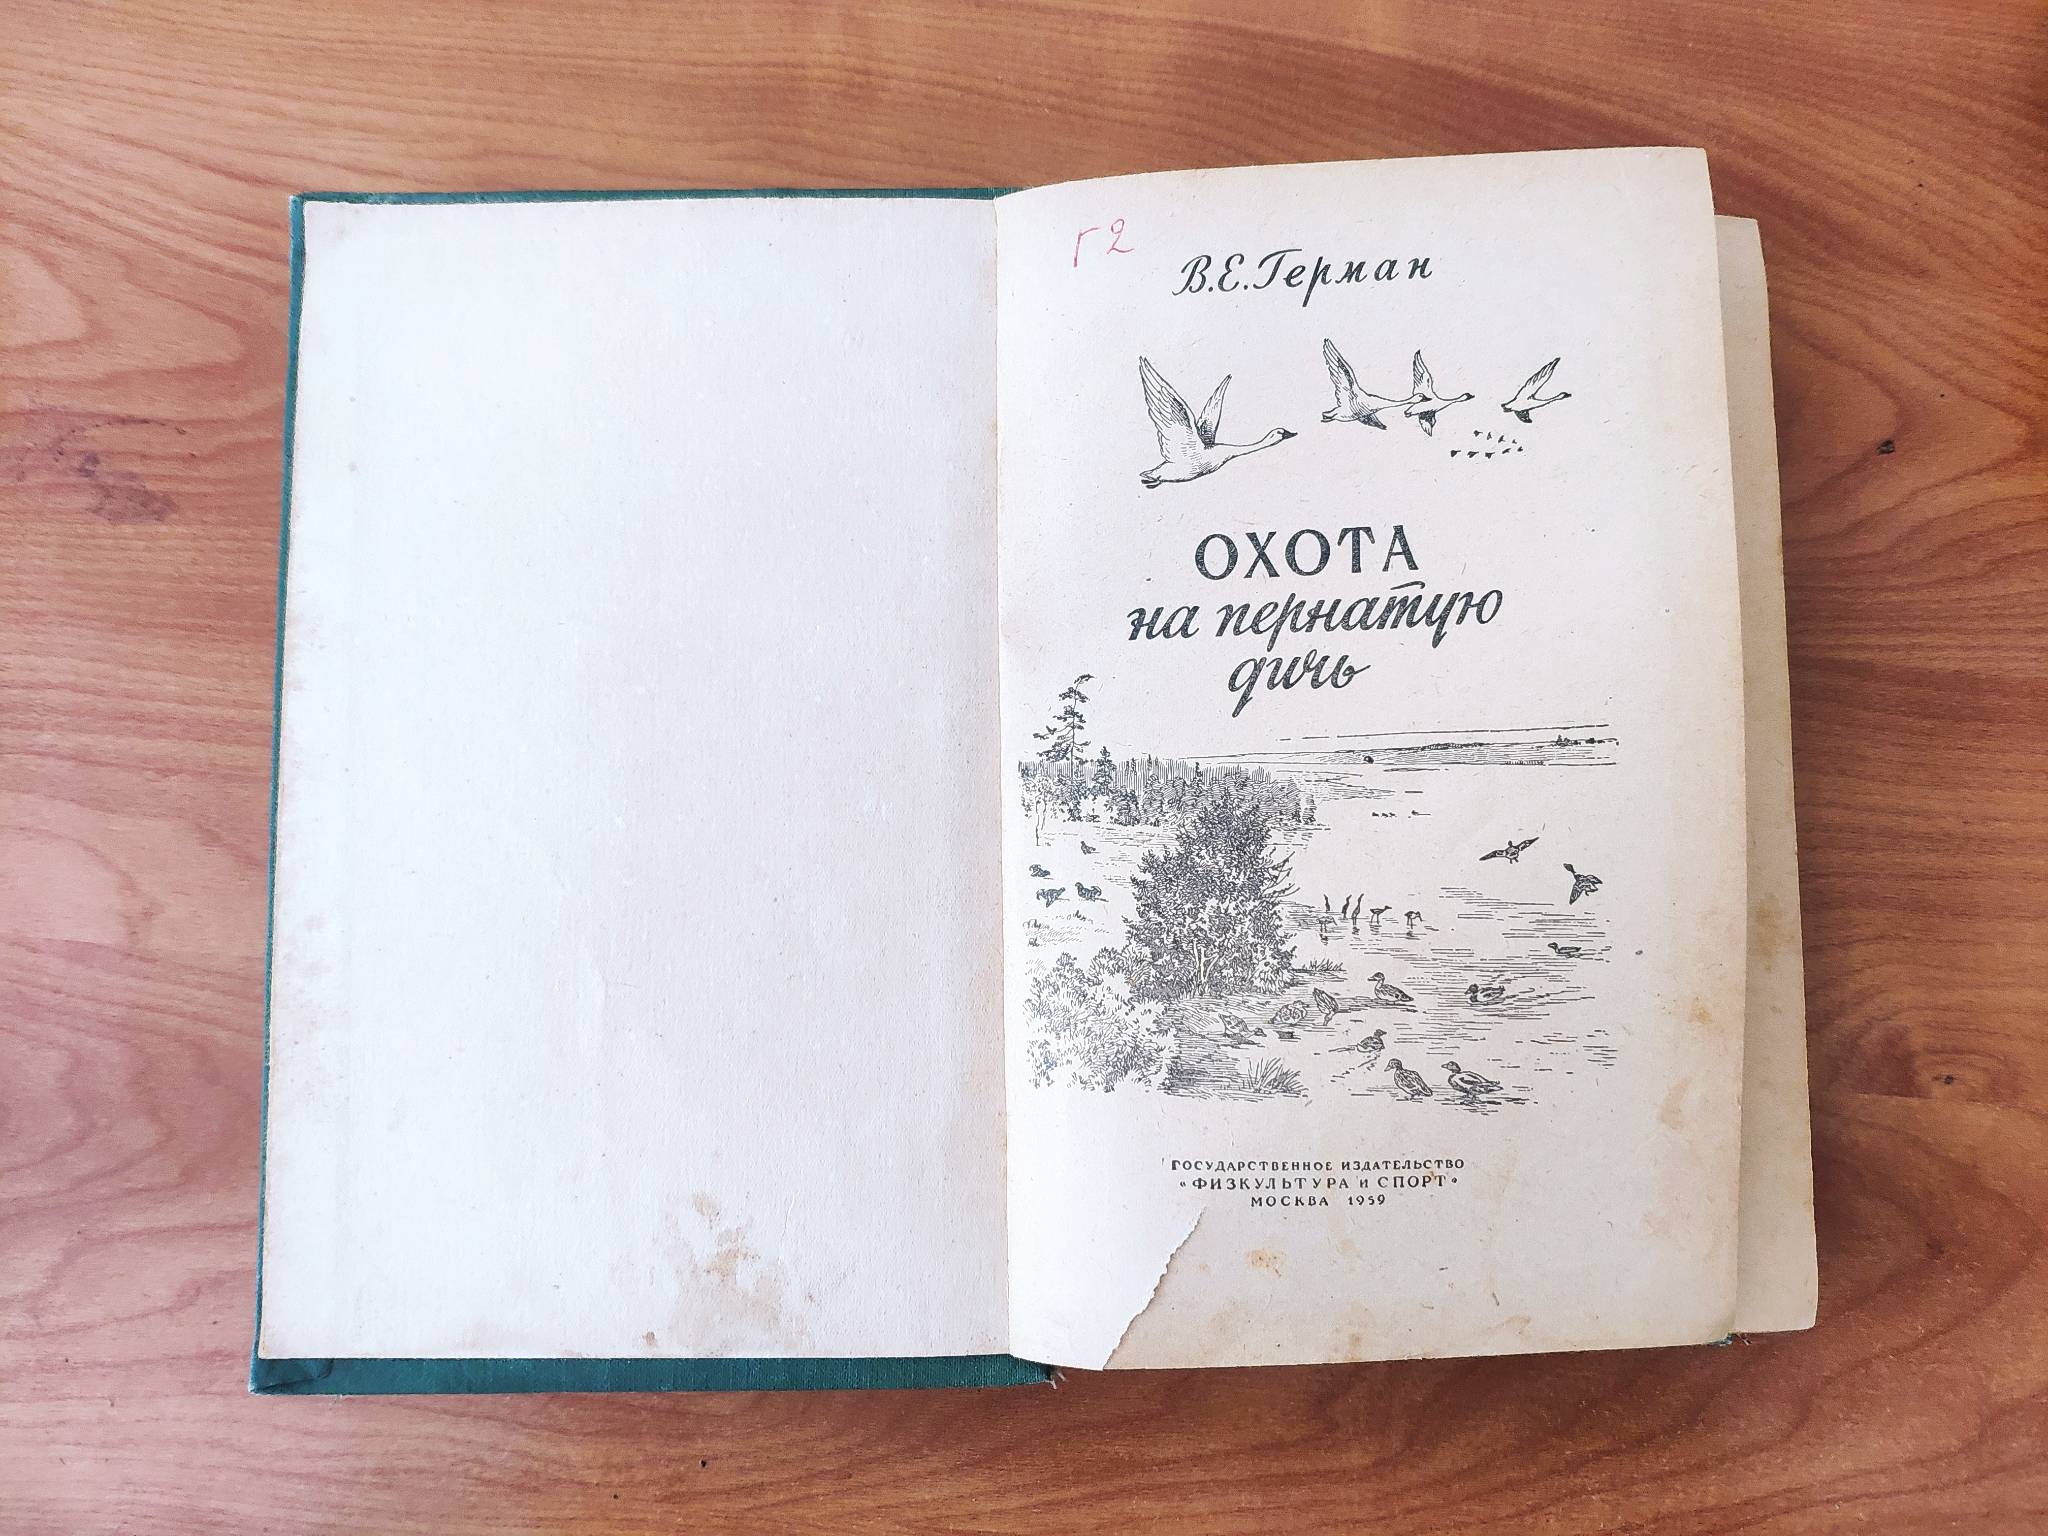 г2
В.Е.Герман
ОХОТА
на пернатую
дичь
ГОСУДАРСТВЕННОЕ ИЗДАТЕЛЬСТВО
«ФИЗКУЛЬТУРА и СПОРТ»
МОСКВА 1959